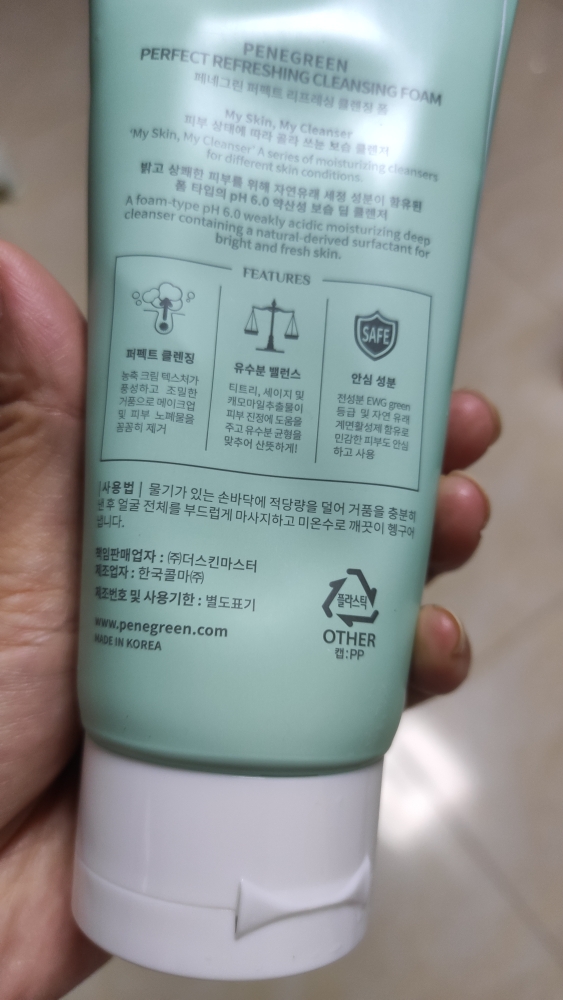 PENEGREEN
PERFECT REFRESHING CLEANSING FOAM
페네그린 퍼펙트 리프레싱 클렌징 폼
My Skin, My Cleanser
피부 상태에 따라 골라 쓰는 보습 클렌저
'My Skin, My Cleanser' A series of moisturizing cleansers
for different skin conditions.
밝고 상쾌한 피부를 위해 자연유래 세정 성분이 함유된
폼 타입의 pH 6.0 약산성 보습 딥 클렌저
A foam-type pH 6.0 weakly acidic moisturizing deep
cleanser containing a natural-derived surfactant for
bright and fresh skin.
FEATURES
퍼펙트 클렌징
농축 크림 텍스처가
풍성하고 조밀한
거품으로 메이크업
및 피부 노폐물을
꼼꼼히 제거
유수분 밸런스
티트리, 세이지 및
캐모마일추출물이
피부 진정에 도움을
주고 유수분 균형을
맞추어 산뜻하게!
SAFE
안심 성분
전성분 EWG green
등급 및 자연 유래
계면활성제 함유로
민감한 피부도 안심
하고 사용
|사용법| 물기가 있는 손바닥에 적당량을 덜어 거품을 충분히
낸 후 얼굴 전체를 부드럽게 마사지하고 미온수로 깨끗이 헹구어
냅니다.
책임판매업자 : ㈜더스킨마스터
제조업자 : 한국콜마㈜
제조번호 및 사용기한 : 별도표기
www.penegreen.com
MADE IN KOREA
플라스틱
OTHER
캡:PP